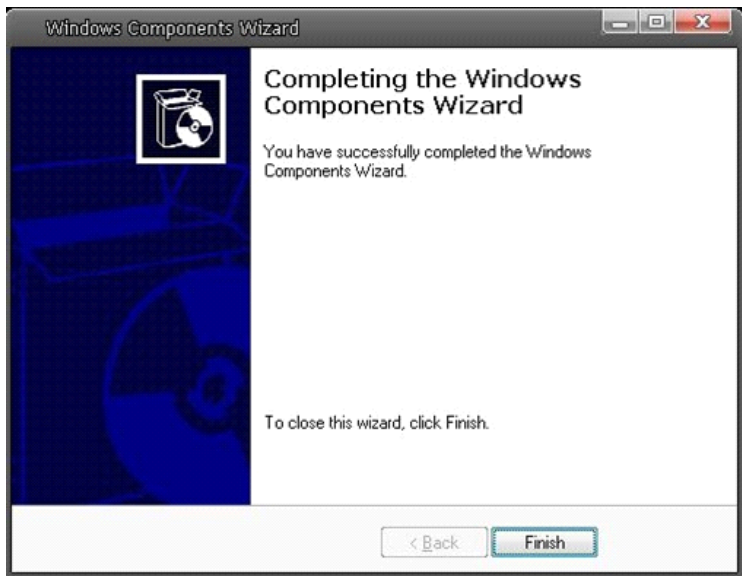 Windows Components Wizard
Completing the Windows
Components Wizard
You have successfully completed the Windows
Components Wizard.
To close this wizard, click Finish.
< Back
Finish